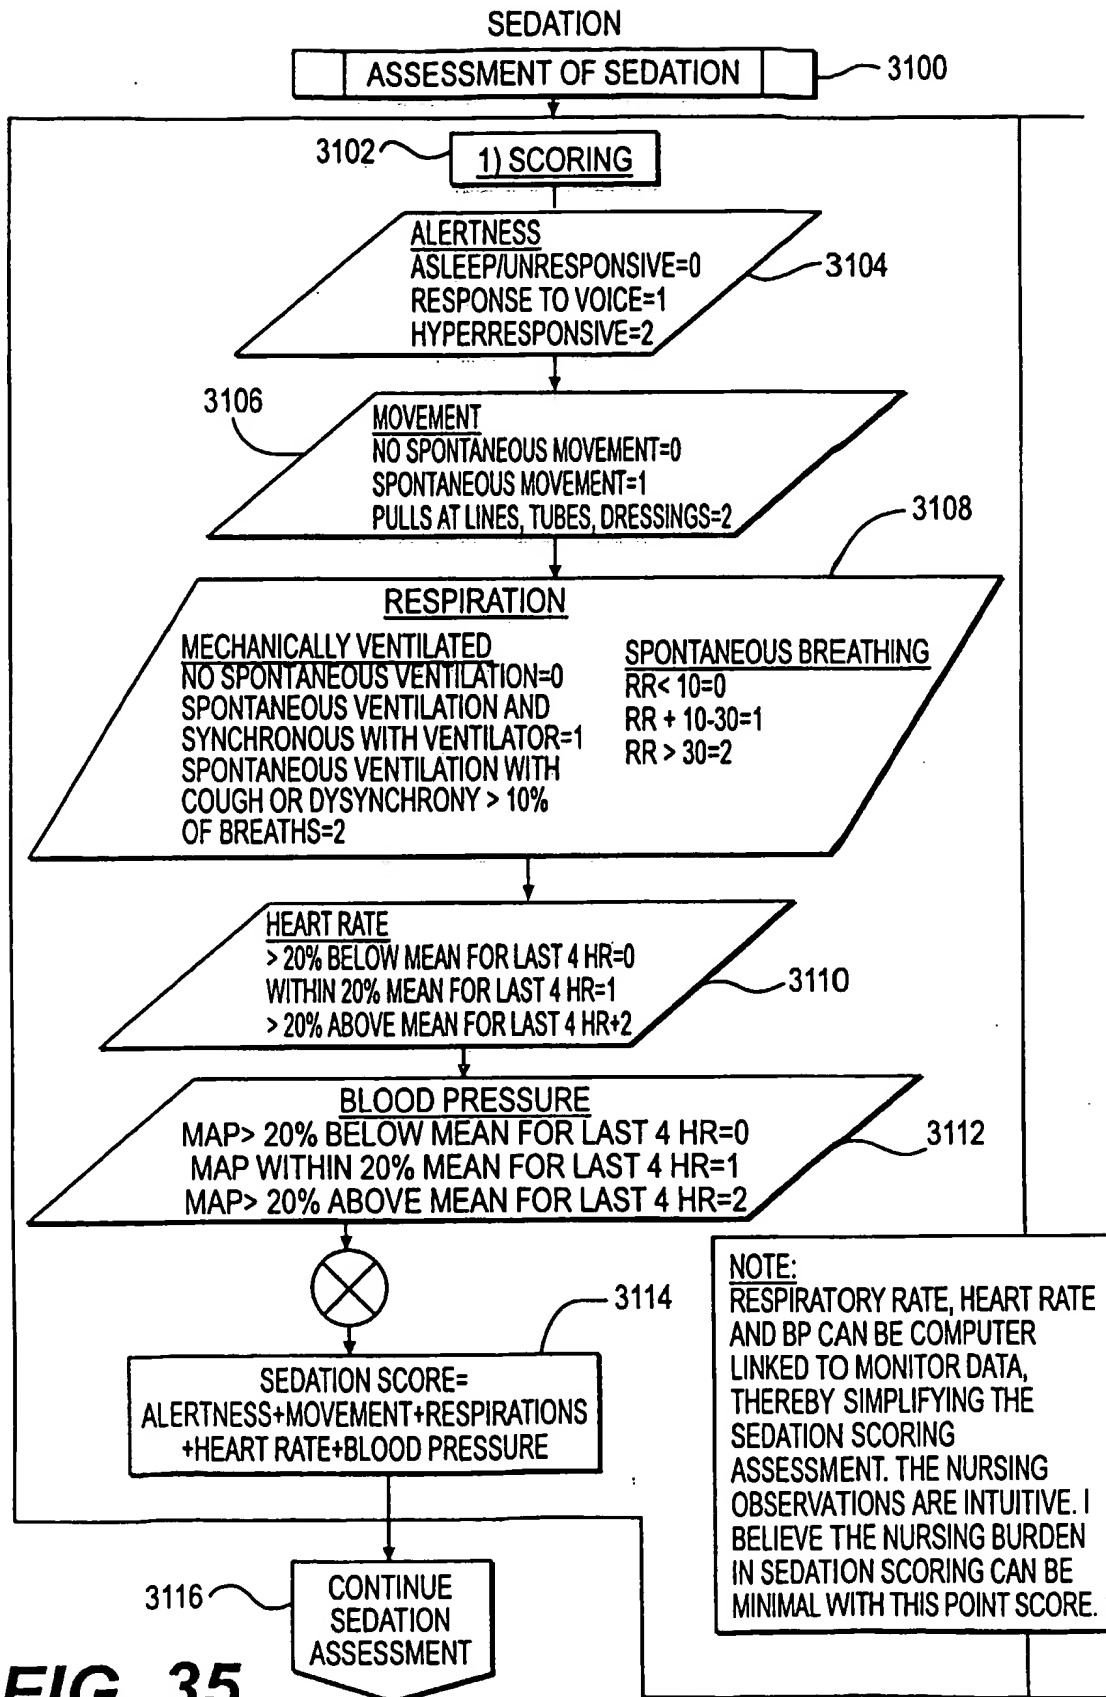 SEDATION
ASSESSMENT OF SEDATION
3100
3102
1) SCORING
ALERTNESS
ASLEEP/UNRESPONSIVE=0
RESPONSE TO VOICE=1
HYPERRESPONSIVE=2
3104
3106
MOVEMENT
NO SPONTANEOUS MOVEMENT=0
SPONTANEOUS MOVEMENT=1
PULLS AT LINES, TUBES, DRESSINGS=2
3108
RESPIRATION
MECHANICALLY VENTILATED
NO SPONTANEOUS VENTILATION=0
SPONTANEOUS VENTILATION AND
SYNCHRONOUS WITH VENTILATOR=1
SPONTANEOUS VENTILATION WITH
COUGH OR DYSYNCHRONY > 10%
OF BREATHS=2
SPONTANEOUS BREATHING
RR< 10=0
RR + 10-30=1
RR > 30=2
HEART RATE
> 20% BELOW MEAN FOR LAST 4 HR=0
WITHIN 20% MEAN FOR LAST 4 HR=1
> 20% ABOVE MEAN FOR LAST 4 HR+2
3110
BLOOD PRESSURE
MAP> 20% BELOW MEAN FOR LAST 4 HR=0
MAP WITHIN 20% MEAN FOR LAST 4 HR=1
MAP> 20% ABOVE MEAN FOR LAST 4 HR=2
3112
3114
SEDATION SCORE=
ALERTNESS+MOVEMENT+RESPIRATIONS
+HEART RATE+BLOOD PRESSURE
NOTE:
RESPIRATORY RATE, HEART RATE
AND BP CAN BE COMPUTER
LINKED TO MONITOR DATA,
THEREBY SIMPLIFYING THE
SEDATION SCORING
ASSESSMENT. THE NURSING
OBSERVATIONS ARE INTUITIVE. I
BELIEVE THE NURSING BURDEN
IN SEDATION SCORING CAN BE
MINIMAL WITH THIS POINT SCORE.
3116
CONTINUE
SEDATION
ASSESSMENT
FIG. 35